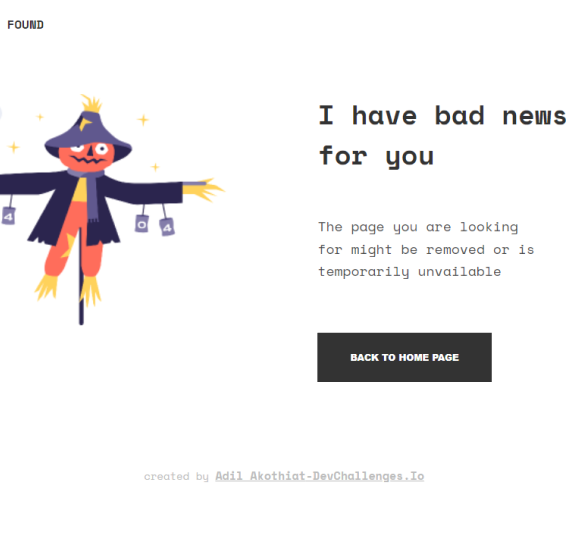 FOUND
I have bad news
for you
4
0
4
The page you are looking
for might be removed or is
temporarily unvailable
BACK TO HOME PAGE
created by Adil Akothiat-DevChallenges.Io